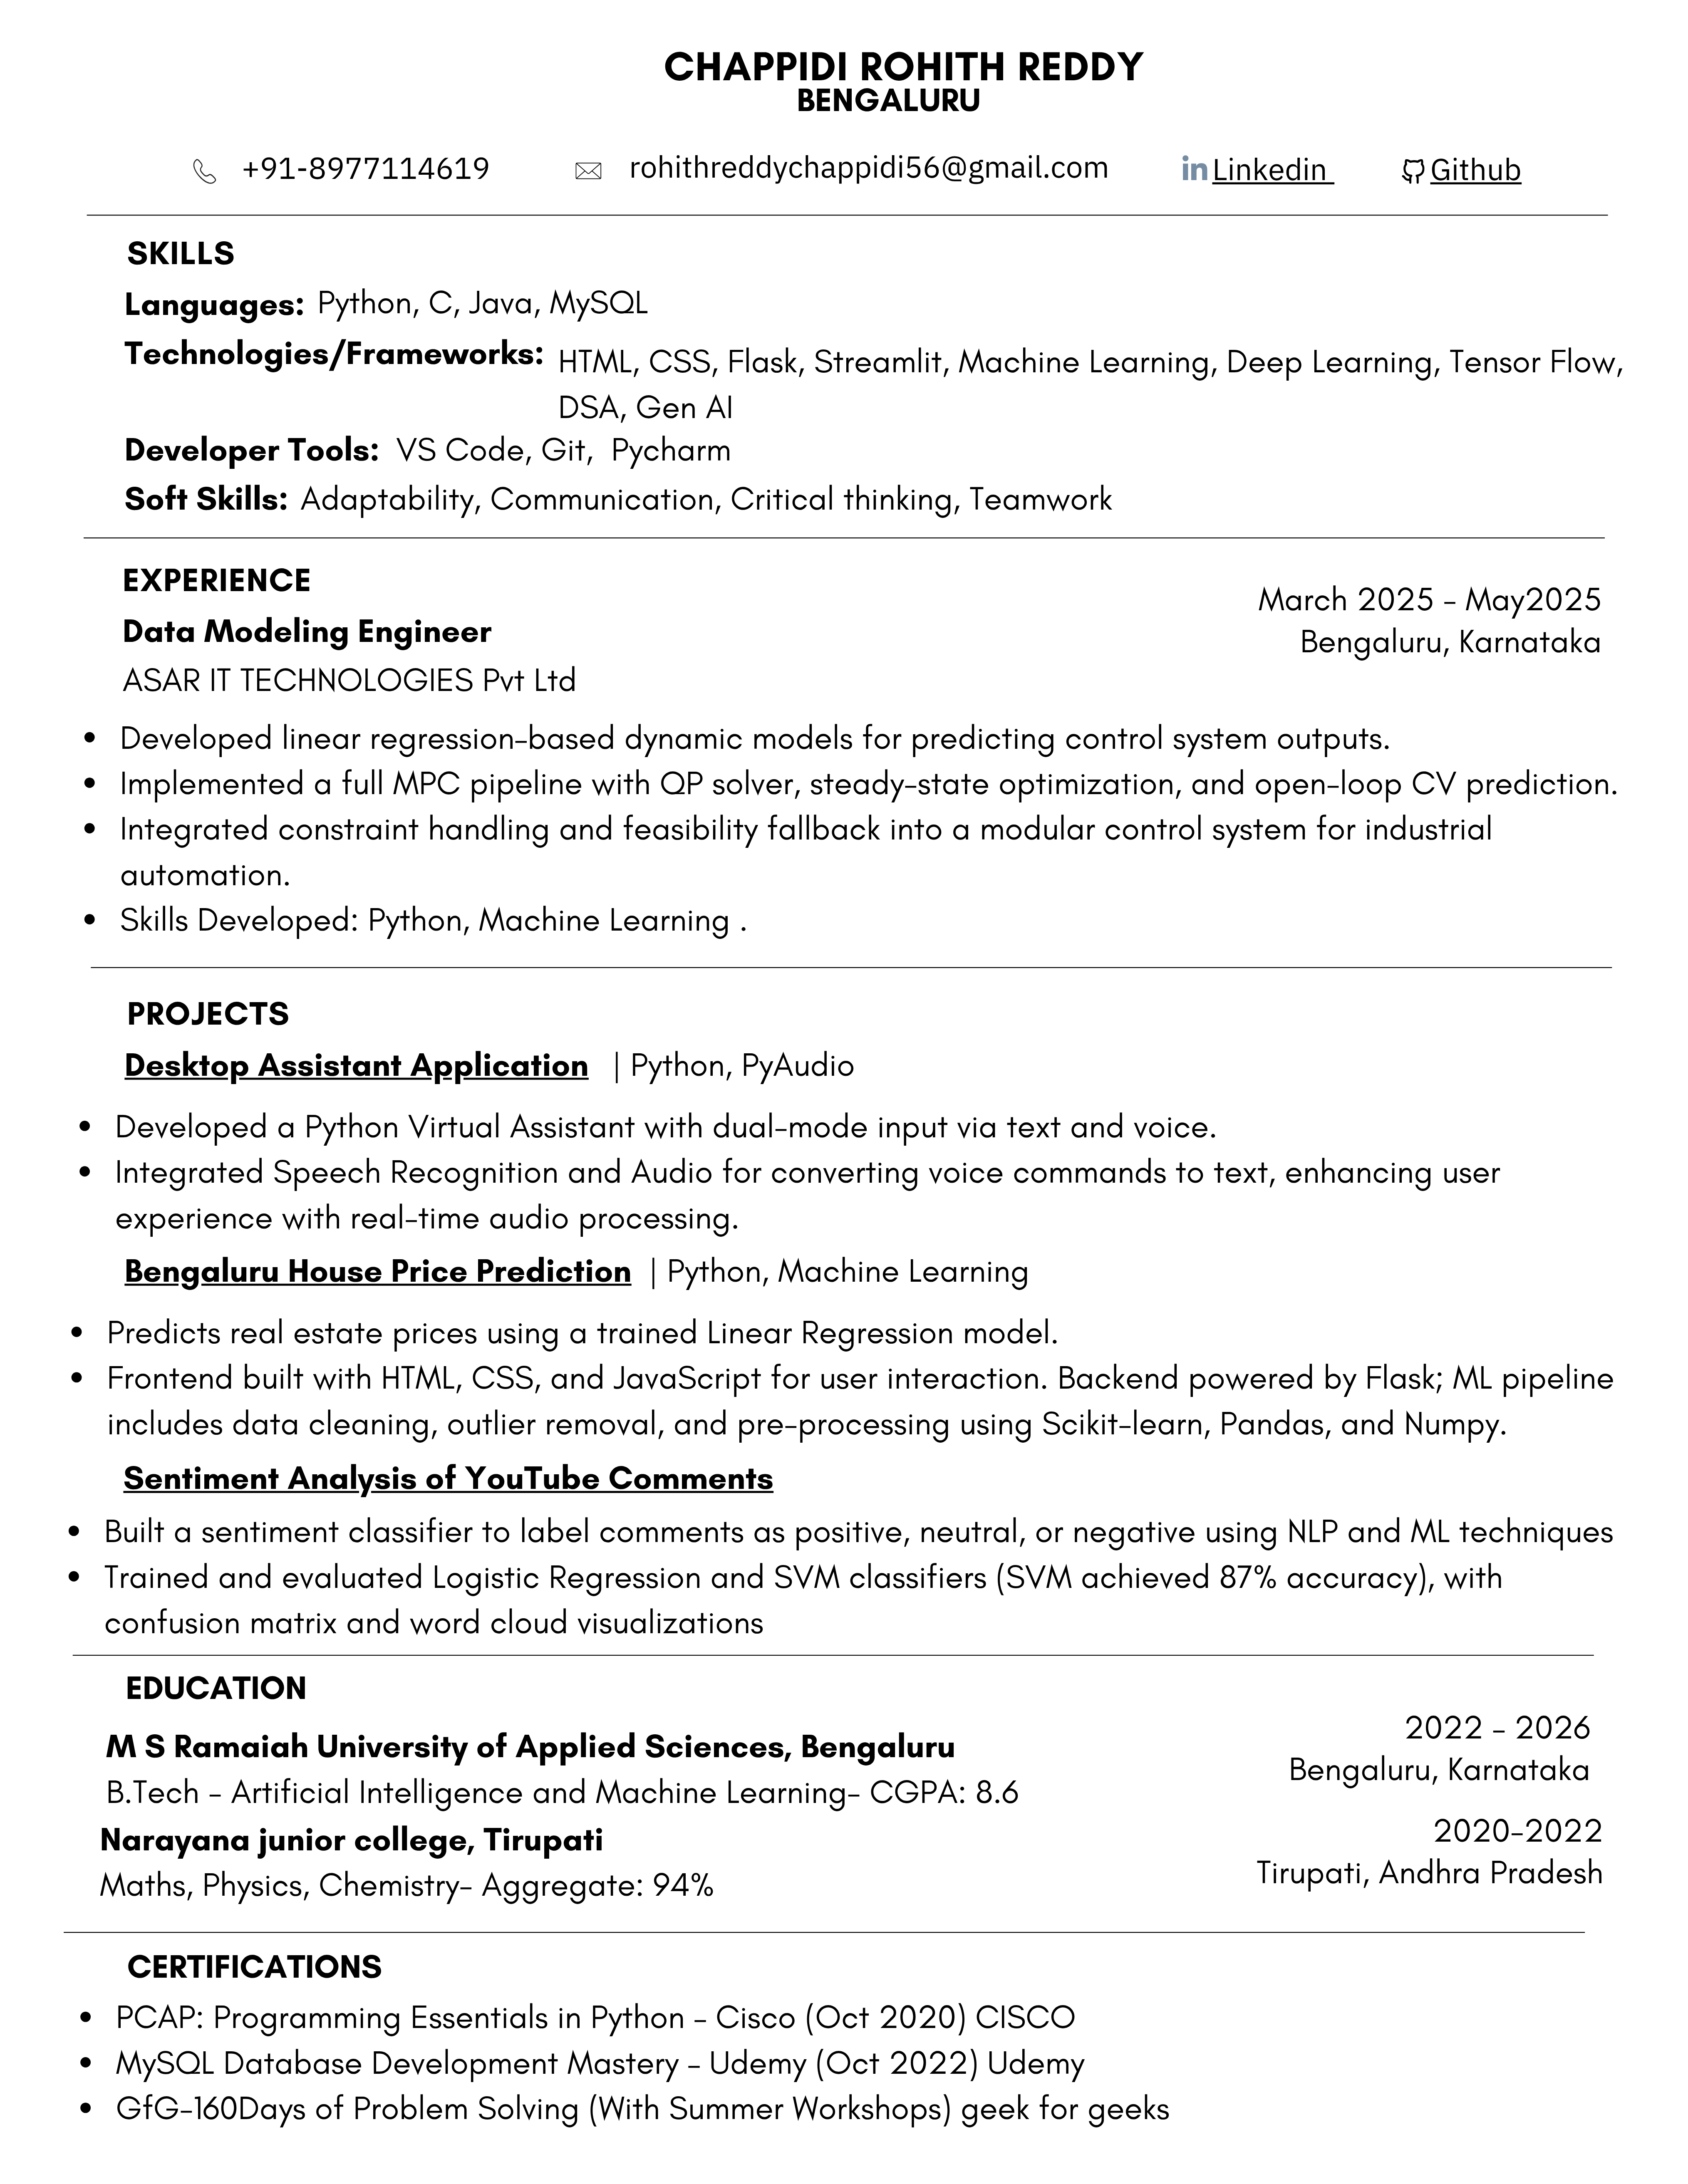 CHAPPIDI ROHITH REDDY
BENGALURU
+91-8977114619 rohithreddychappidi56@gmail.com in Linkedin Github
SKILLS
Languages: Python, C, Java, MySQL
Technologies/Frameworks: HTML, CSS, Flask, Streamlit, Machine Learning, Deep Learning, Tensor Flow,
DSA, Gen AI
Developer Tools: VS Code, Git, Pycharm
Soft Skills: Adaptability, Communication, Critical thinking, Teamwork
EXPERIENCE
March 2025 - May2025
Data Modeling Engineer
Bengaluru, Karnataka
ASAR IT TECHNOLOGIES Pvt Ltd
• Developed linear regression-based dynamic models for predicting control system outputs.
• Implemented a full MPC pipeline with QP solver, steady-state optimization, and open-loop CV prediction.
• Integrated constraint handling and feasibility fallback into a modular control system for industrial
automation.
• Skills Developed: Python, Machine Learning .
PROJECTS
Desktop Assistant Application | Python, PyAudio
• Developed a Python Virtual Assistant with dual-mode input via text and voice.
• Integrated Speech Recognition and Audio for converting voice commands to text, enhancing user
experience with real-time audio processing.
Bengaluru House Price Prediction | Python, Machine Learning
• Predicts real estate prices using a trained Linear Regression model.
• Frontend built with HTML, CSS, and JavaScript for user interaction. Backend powered by Flask; ML pipeline
includes data cleaning, outlier removal, and pre-processing using Scikit-learn, Pandas, and Numpy.
Sentiment Analysis of YouTube Comments
• Built a sentiment classifier to label comments as positive, neutral, or negative using NLP and ML techniques
• Trained and evaluated Logistic Regression and SVM classifiers (SVM achieved 87% accuracy), with
confusion matrix and word cloud visualizations
EDUCATION
2022 - 2026
M S Ramaiah University of Applied Sciences, Bengaluru
Bengaluru, Karnataka
B.Tech - Artificial Intelligence and Machine Learning- CGPA: 8.6
2020-2022
Narayana junior college, Tirupati
Tirupati, Andhra Pradesh
Maths, Physics, Chemistry- Aggregate: 94%
CERTIFICATIONS
• PCAP: Programming Essentials in Python - Cisco (Oct 2020) CISCO
• MySQL Database Development Mastery - Udemy (Oct 2022) Udemy
• GfG-160Days of Problem Solving (With Summer Workshops) geek for geeks